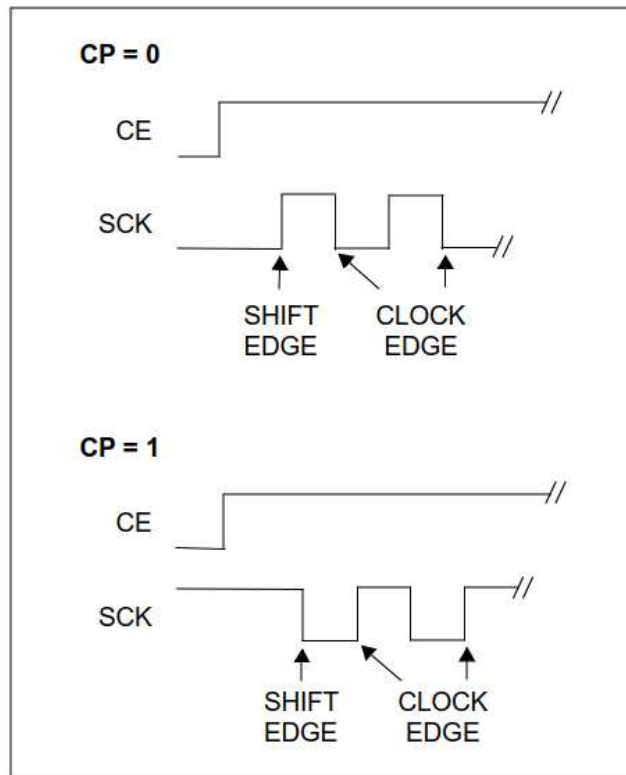 CP = 0
CE
SCK
SHIFT CLOCK
EDGE EDGE
CP = 1
CE
SCK
SHIFT CLOCK
EDGE EDGE